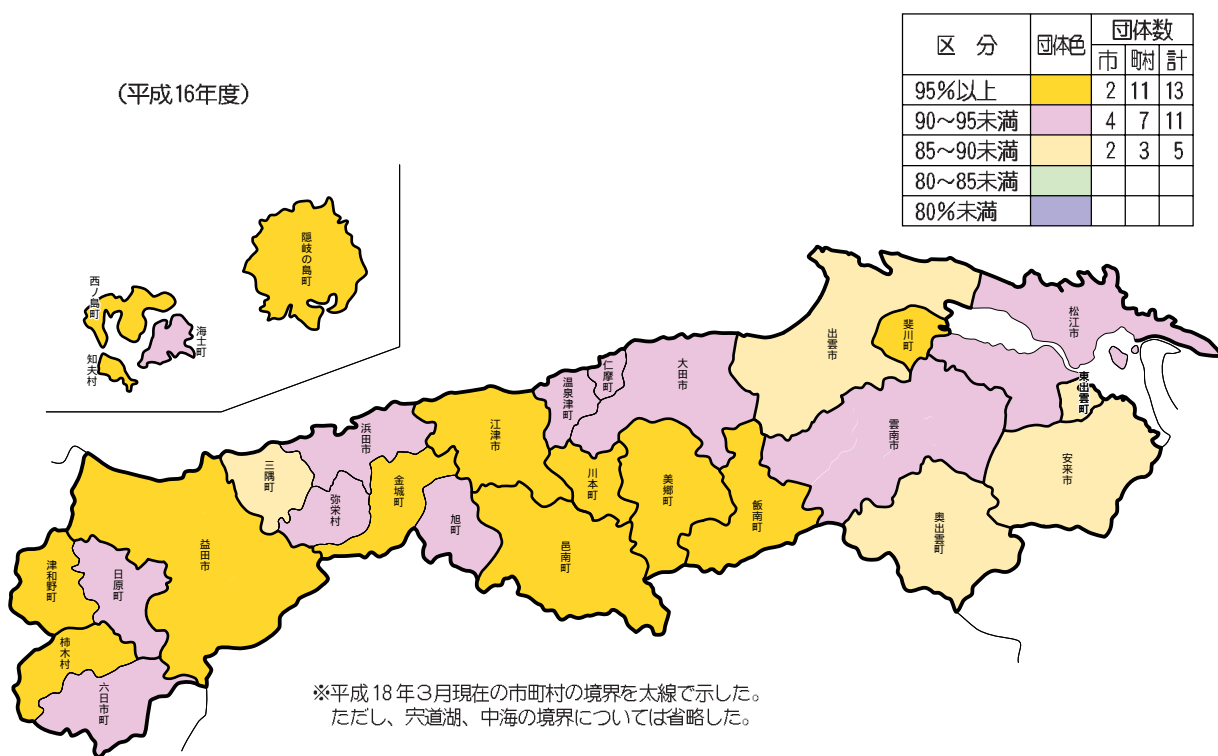 (平成16年度)
区 分 団体色 団体数
市 町村 計
95%以上 2 11 13
90~95未満 4 7 11
85~90未満 2 3 5
80~85未満
80%未満
隠岐の島町
西ノ島町
海士町
知夫村
松江市
斐川町
出雲市
東出雲町
安来市
雲南市
奥出雲町
大田市
仁摩町
温泉津町
江津市
川本町
美郷町
飯南町
邑南町
浜田市
三隅町
弥栄村
金城町
旭町
益田市
津和野町
日原町
柿木村
六日市町
※平成18年3月現在の市町村の境界を太線で示した。
ただし、宍道湖、中海の境界については省略した。